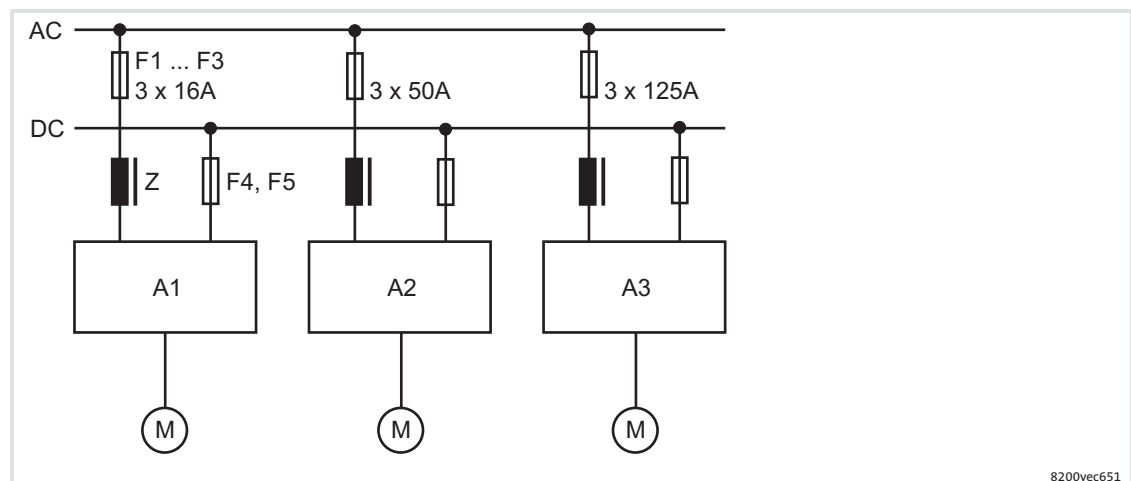 AC
F1 ... F3
3 x 16A
3 x 50A
3 x 125A
DC
Z
F4, F5
A1
A2
A3
M
M
M
8200vec651